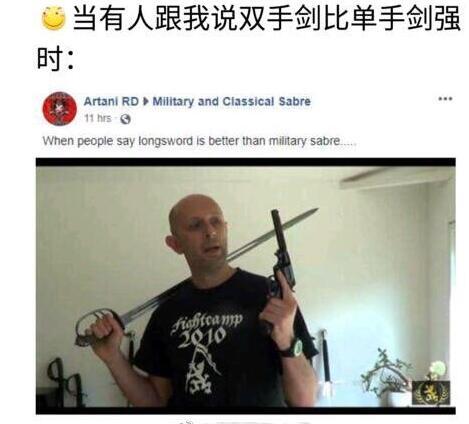 当有人跟我说双手剑比单手剑强
时：
Artani RD ▸ Military and Classical Sabre
11 hrs ·
When people say longsword is better than military sabre.....
Fightcamp
2010